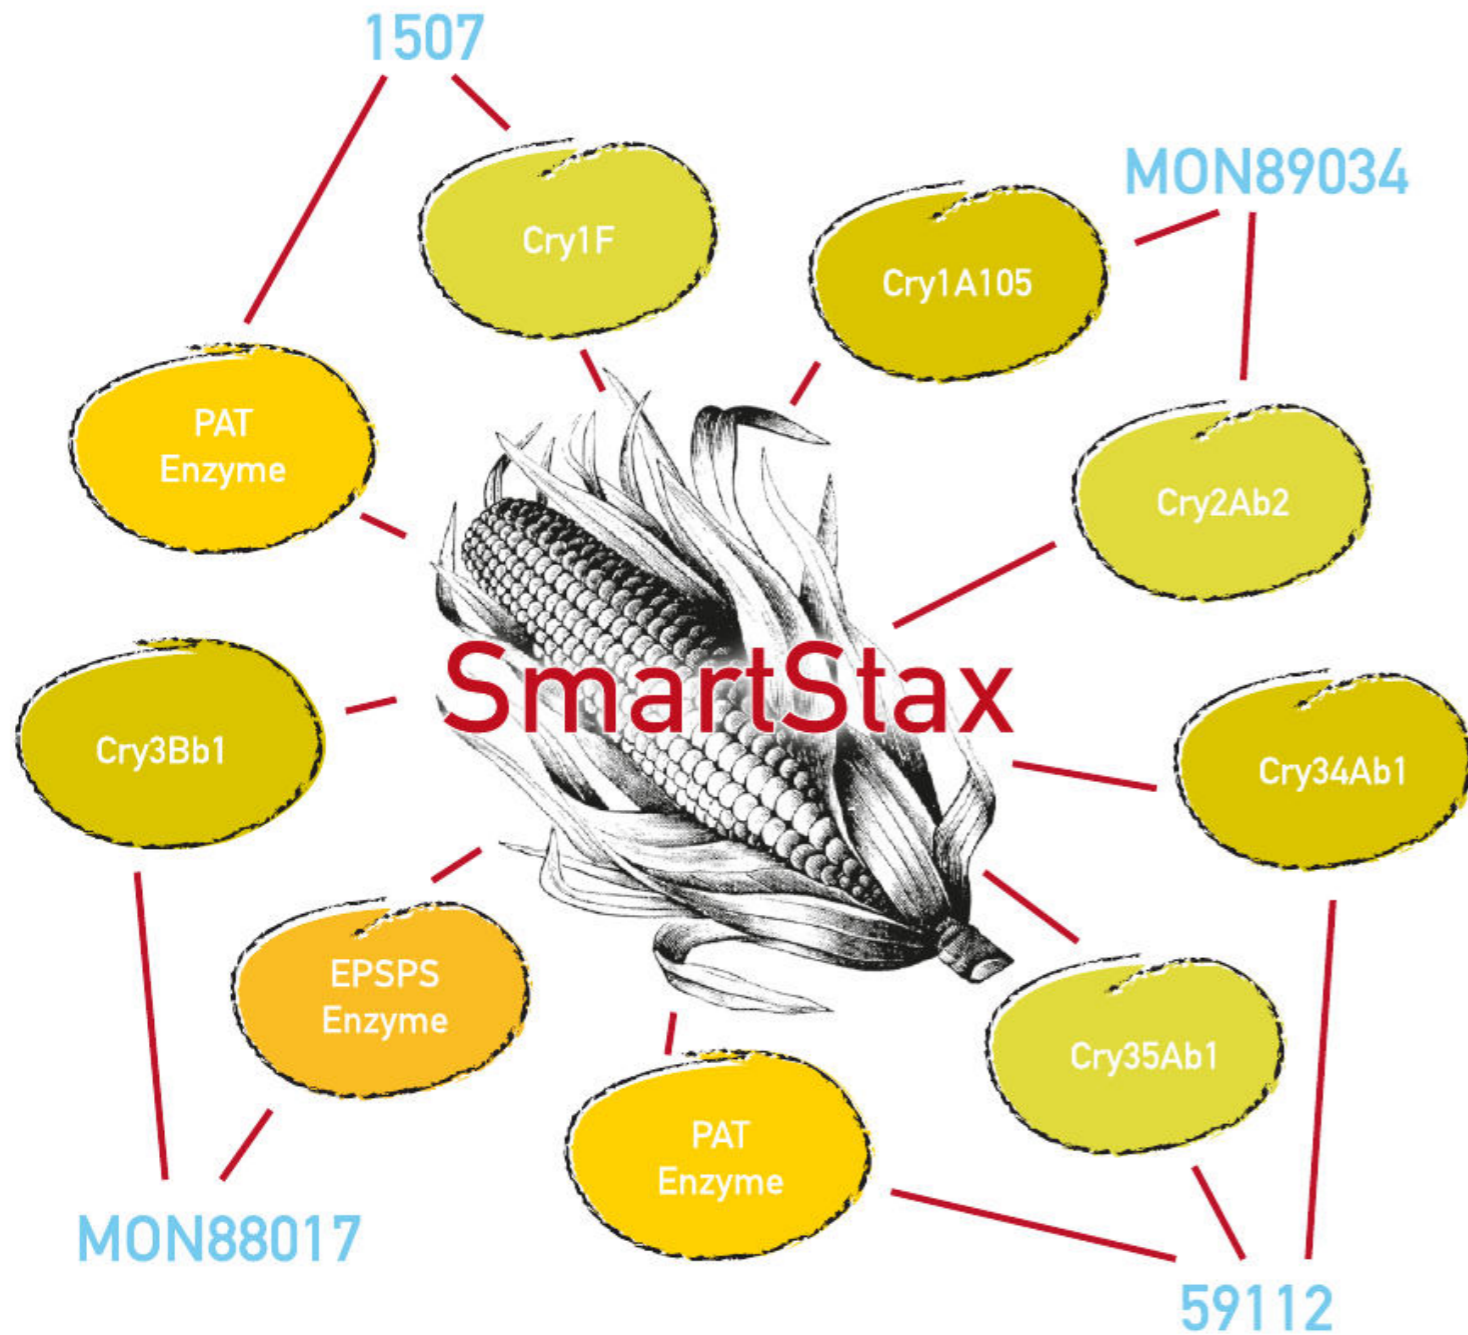 1507
MON89034
Cry1F
Cry1A105
PAT
Enzyme
Cry2Ab2
SmartStax
Cry3Bb1
Cry34Ab1
EPSPS
Enzyme
Cry35Ab1
PAT
Enzyme
MON88017
59112